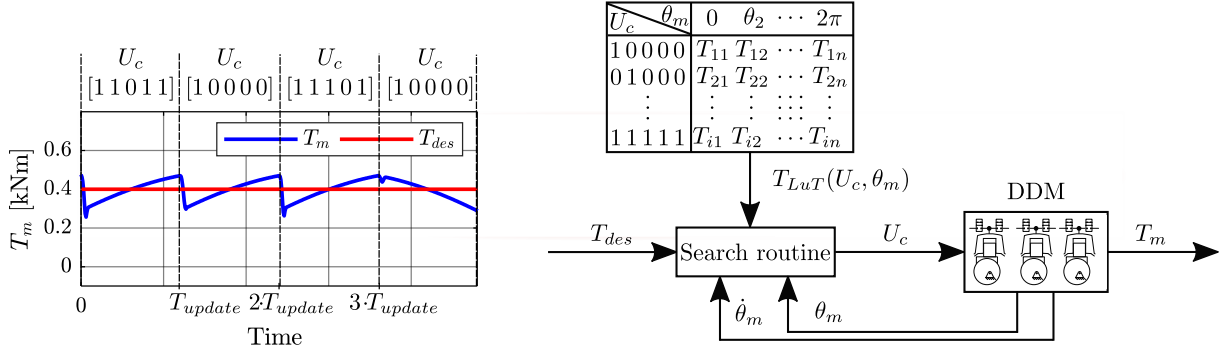 U_c U_c U_c U_c
[1 1 0 1 1] [1 0 0 0 0] [1 1 1 0 1] [1 0 0 0 0]
T_m T_des
T_m [kNm]
0.6
0.4
0.2
0
0 T_update 2·T_update 3·T_update
Time
U_c θ_m 0 θ_2 ··· 2π
1 0 0 0 0 T_11 T_12 ··· T_1n
0 1 0 0 0 T_21 T_22 ··· T_2n
⋮ ⋮ ⋮ ⋮ ⋮
1 1 1 1 1 T_i1 T_i2 ··· T_in
T_LuT(U_c, θ_m)
DDM
T_des Search routine U_c T_m
θ̇_m θ_m